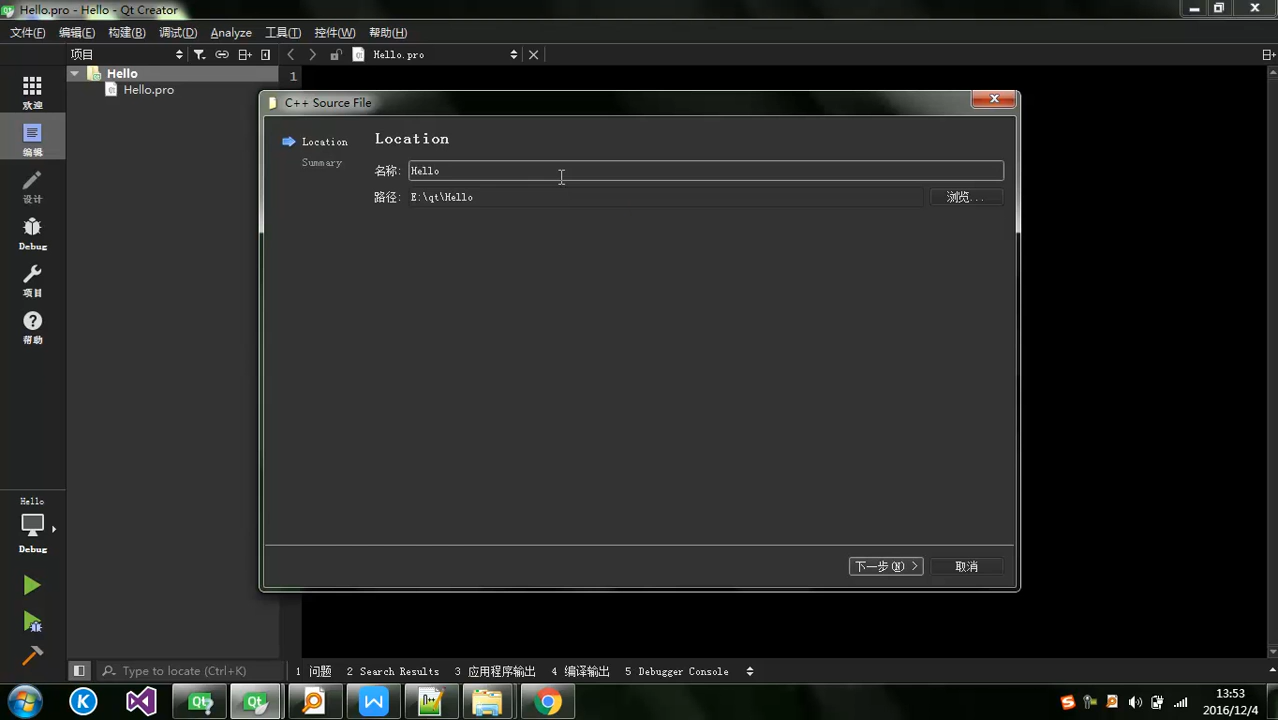 Hello.pro - Hello - Qt Creator
文件(F) 编辑(E) 构建(B) 调试(D) Analyze 工具(T) 控件(W) 帮助(H)
项目 Hello.pro
Hello
Hello.pro
1
欢迎
编辑
设计
Debug
项目
帮助
C++ Source File
Location
Summary
Location
名称: Hello
路径: E:\qt\Hello 浏览...
下一步(N) > 取消
Hello
Debug
Type to locate (Ctrl+K) 1 问题 2 Search Results 3 应用程序输出 4 编译输出 5 Debugger Console
13:53
2016/12/4